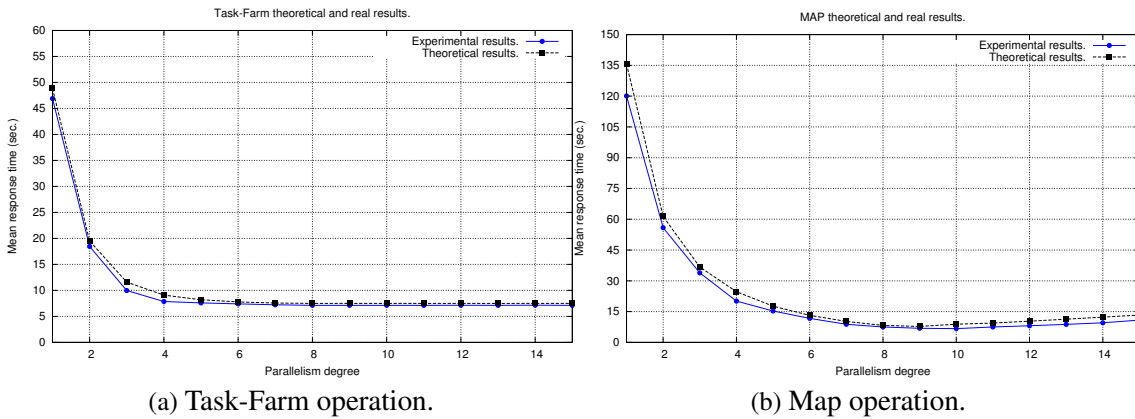 Task-Farm theoretical and real results.
60
55
50
45
40
35
30
25
20
15
10
5
0
Mean response time (sec.)
Experimental results.
Theoretical results.
2 4 6 8 10 12 14
Parallelism degree
(a) Task-Farm operation.
MAP theoretical and real results.
150
135
120
105
90
75
60
45
30
15
0
Mean response time (sec.)
Experimental results.
Theoretical results.
2 4 6 8 10 12 14
Parallelism degree
(b) Map operation.